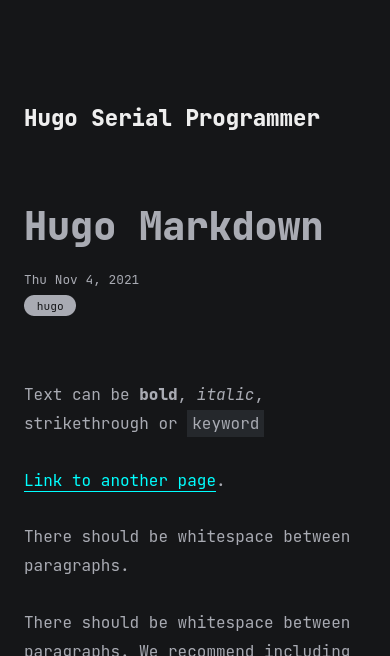 Hugo Serial Programmer
Hugo Markdown
Thu Nov 4, 2021
hugo
Text can be bold, italic,
strikethrough or keyword
Link to another page.
There should be whitespace between
paragraphs.
There should be whitespace between
paragraphs. We recommend including